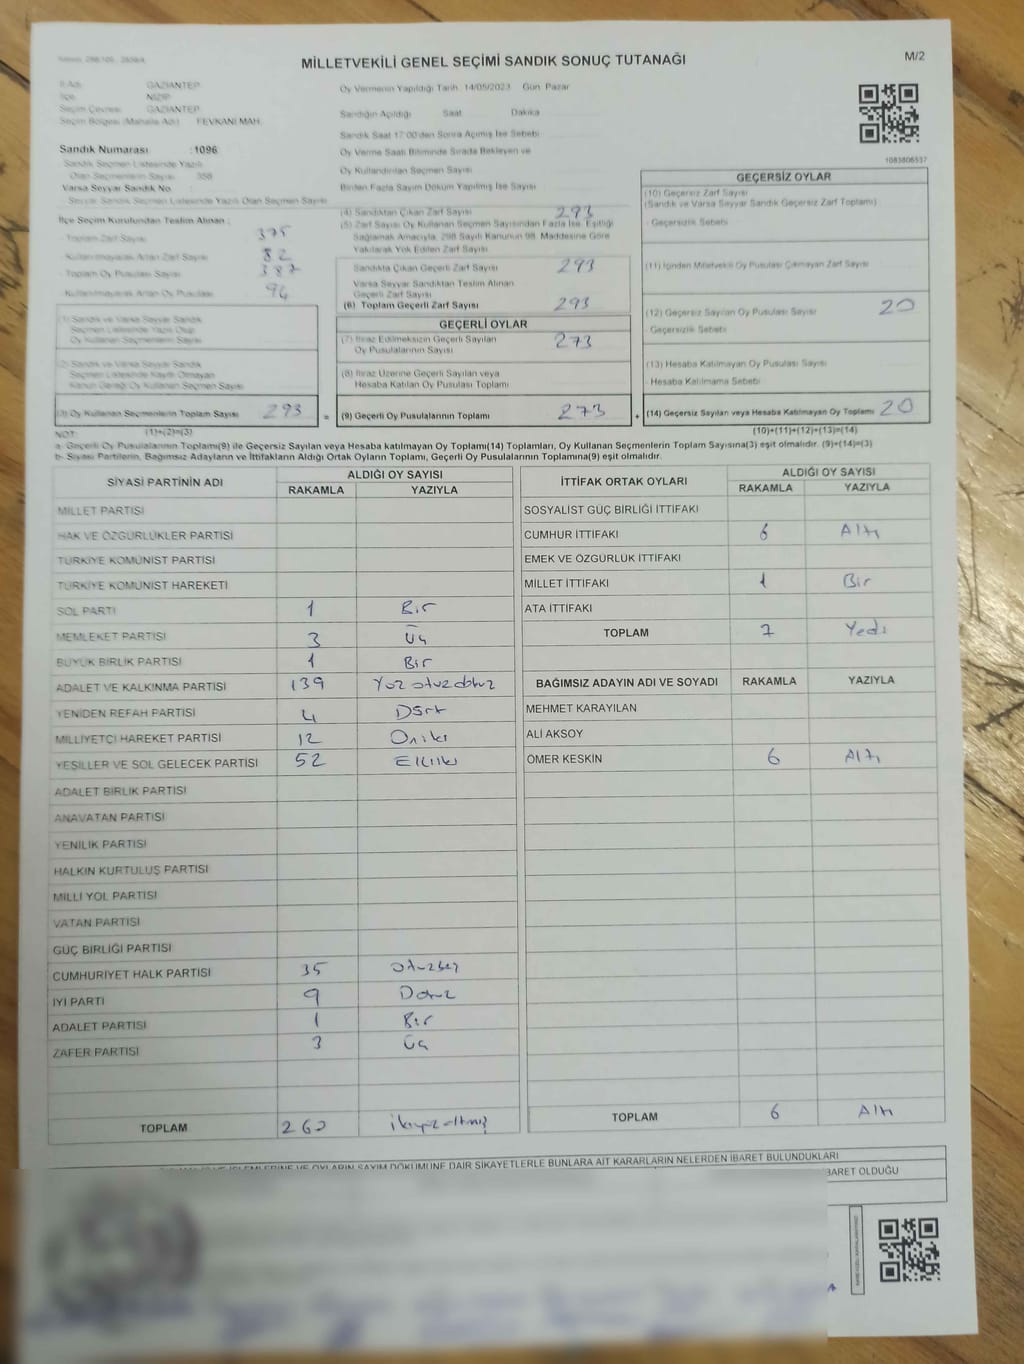 MİLLETVEKİLİ GENEL SEÇİMİ SANDIK SONUÇ TUTANAĞI
M/2
İl Adı GAZİANTEP
İlçe NİZİP
Seçim Çevresi GAZİANTEP
Seçim Bölgesi (Mahalle Adı) FEVKANİ MAH.
Sandık Numarası :1096
Sandık Seçmen Listesinde Yazılı
Olan Seçmen Sayısı 358
Varsa Seyyar Sandık No
Seyyar Sandık Seçmen Listesinde Yazılı Olan Seçmen Sayısı
Oy Vermenin Yapıldığı Tarih 14/05/2023 Gün Pazar
Sandığın Açıldığı Saat Dakika
Sandık Saat 17:00'den Sonra Açılmış İse Sebebi
Oy Verme Saati Bitiminde Sırada Bekleyen ve
Oy Kullandırılan Seçmen Sayısı
Birden Fazla Sayım Döküm Yapılmış İse Sayısı
1083806537
İlçe Seçim Kurulundan Teslim Alınan :
Toplam Zarf Sayısı 375
Kullanılmayarak Artan Zarf Sayısı 82
Toplam Oy Pusulası Sayısı 387
Kullanılmayarak Artan Oy Pusulası 94
(1) Sandık ve Varsa Seyyar Sandık
Seçmen Listesinde Yazılı Olup
Oy Kullanan Seçmenlerin Sayısı
(2) Sandık ve Varsa Seyyar Sandık
Seçmen Listesinde Kayıtlı Olmayan
Kanun Gereği Oy Kullanan Seçmen Sayısı
(3) Oy Kullanan Seçmenlerin Toplam Sayısı 293
(1)+(2)=(3)
(4) Sandıktan Çıkan Zarf Sayısı 293
(5) Zarf Sayısı Oy Kullanan Seçmen Sayısından Fazla İse, Eşitliği
Sağlamak Amacıyla, 298 Sayılı Kanunun 98. Maddesine Göre
Yakılarak Yok Edilen Zarf Sayısı
Sandıkta Çıkan Geçerli Zarf Sayısı 293
Varsa Seyyar Sandıktan Teslim Alınan
Geçerli Zarf Sayısı
(6) Toplam Geçerli Zarf Sayısı 293
GEÇERLİ OYLAR
(7) İtiraz Edilmeksizin Geçerli Sayılan
Oy Pusulalarının Sayısı 273
(8) İtiraz Üzerine Geçerli Sayılan veya
Hesaba Katılan Oy Pusulası Toplamı
= (9) Geçerli Oy Pusulalarının Toplamı 273 +
GEÇERSİZ OYLAR
(10) Geçersiz Zarf Sayısı
(Sandık ve Varsa Seyyar Sandık Geçersiz Zarf Toplamı)
Geçersizlik Sebebi
(11) İçinden Milletvekili Oy Pusulası Çıkmayan Zarf Sayısı
(12) Geçersiz Sayılan Oy Pusulası Sayısı 20
Geçersizlik Sebebi
(13) Hesaba Katılmayan Oy Pusulası Sayısı
Hesaba Katılmama Sebebi
(14) Geçersiz Sayılan veya Hesaba Katılmayan Oy Toplamı 20
(10)+(11)+(12)+(13)=(14)
NOT:
a- Geçerli Oy Pusulalarının Toplamı(9) ile Geçersiz Sayılan veya Hesaba katılmayan Oy Toplamı(14) Toplamları, Oy Kullanan Seçmenlerin Toplam Sayısına(3) eşit olmalıdır. (9)+(14)=(3)
b- Siyasi Partilerin, Bağımsız Adayların ve İttifakların Aldığı Ortak Oyların Toplamı, Geçerli Oy Pusulalarının Toplamına(9) eşit olmalıdır.
SİYASİ PARTİNİN ADI ALDIĞI OY SAYISI
RAKAMLA YAZIYLA
MİLLET PARTİSİ
HAK VE ÖZGÜRLÜKLER PARTİSİ
TÜRKİYE KOMÜNİST PARTİSİ
TÜRKİYE KOMÜNİST HAREKETİ
SOL PARTİ 1 Bir
MEMLEKET PARTİSİ 3 Üç
BÜYÜK BİRLİK PARTİSİ 1 Bir
ADALET VE KALKINMA PARTİSİ 139 Yüz otuz dokuz
YENİDEN REFAH PARTİSİ 4 Dört
MİLLİYETÇİ HAREKET PARTİSİ 12 Oniki
YEŞİLLER VE SOL GELECEK PARTİSİ 52 Elliiki
ADALET BİRLİK PARTİSİ
ANAVATAN PARTİSİ
YENİLİK PARTİSİ
HALKIN KURTULUŞ PARTİSİ
MİLLİ YOL PARTİSİ
VATAN PARTİSİ
GÜÇ BİRLİĞİ PARTİSİ
CUMHURİYET HALK PARTİSİ 35 otuzbeş
İYİ PARTİ 9 Dokuz
ADALET PARTİSİ 1 Bir
ZAFER PARTİSİ 3 Üç
TOPLAM 260 ikiyüzaltmış
İTTİFAK ORTAK OYLARI ALDIĞI OY SAYISI
RAKAMLA YAZIYLA
SOSYALİST GÜÇ BİRLİĞİ İTTİFAKI
CUMHUR İTTİFAKI 6 Altı
EMEK VE ÖZGÜRLÜK İTTİFAKI
MİLLET İTTİFAKI 1 Bir
ATA İTTİFAKI
TOPLAM 7 Yedi
BAĞIMSIZ ADAYIN ADI VE SOYADI RAKAMLA YAZIYLA
MEHMET KARAYILAN
ALİ AKSOY
ÖMER KESKİN 6 Altı
TOPLAM 6 Altı
OYLARIN SAYIM DÖKÜMÜNE DAİR ŞİKAYETLERLE BUNLARA AİT KARARLARIN NELERDEN İBARET BULUNDUKLARI
İBARET OLDUĞU